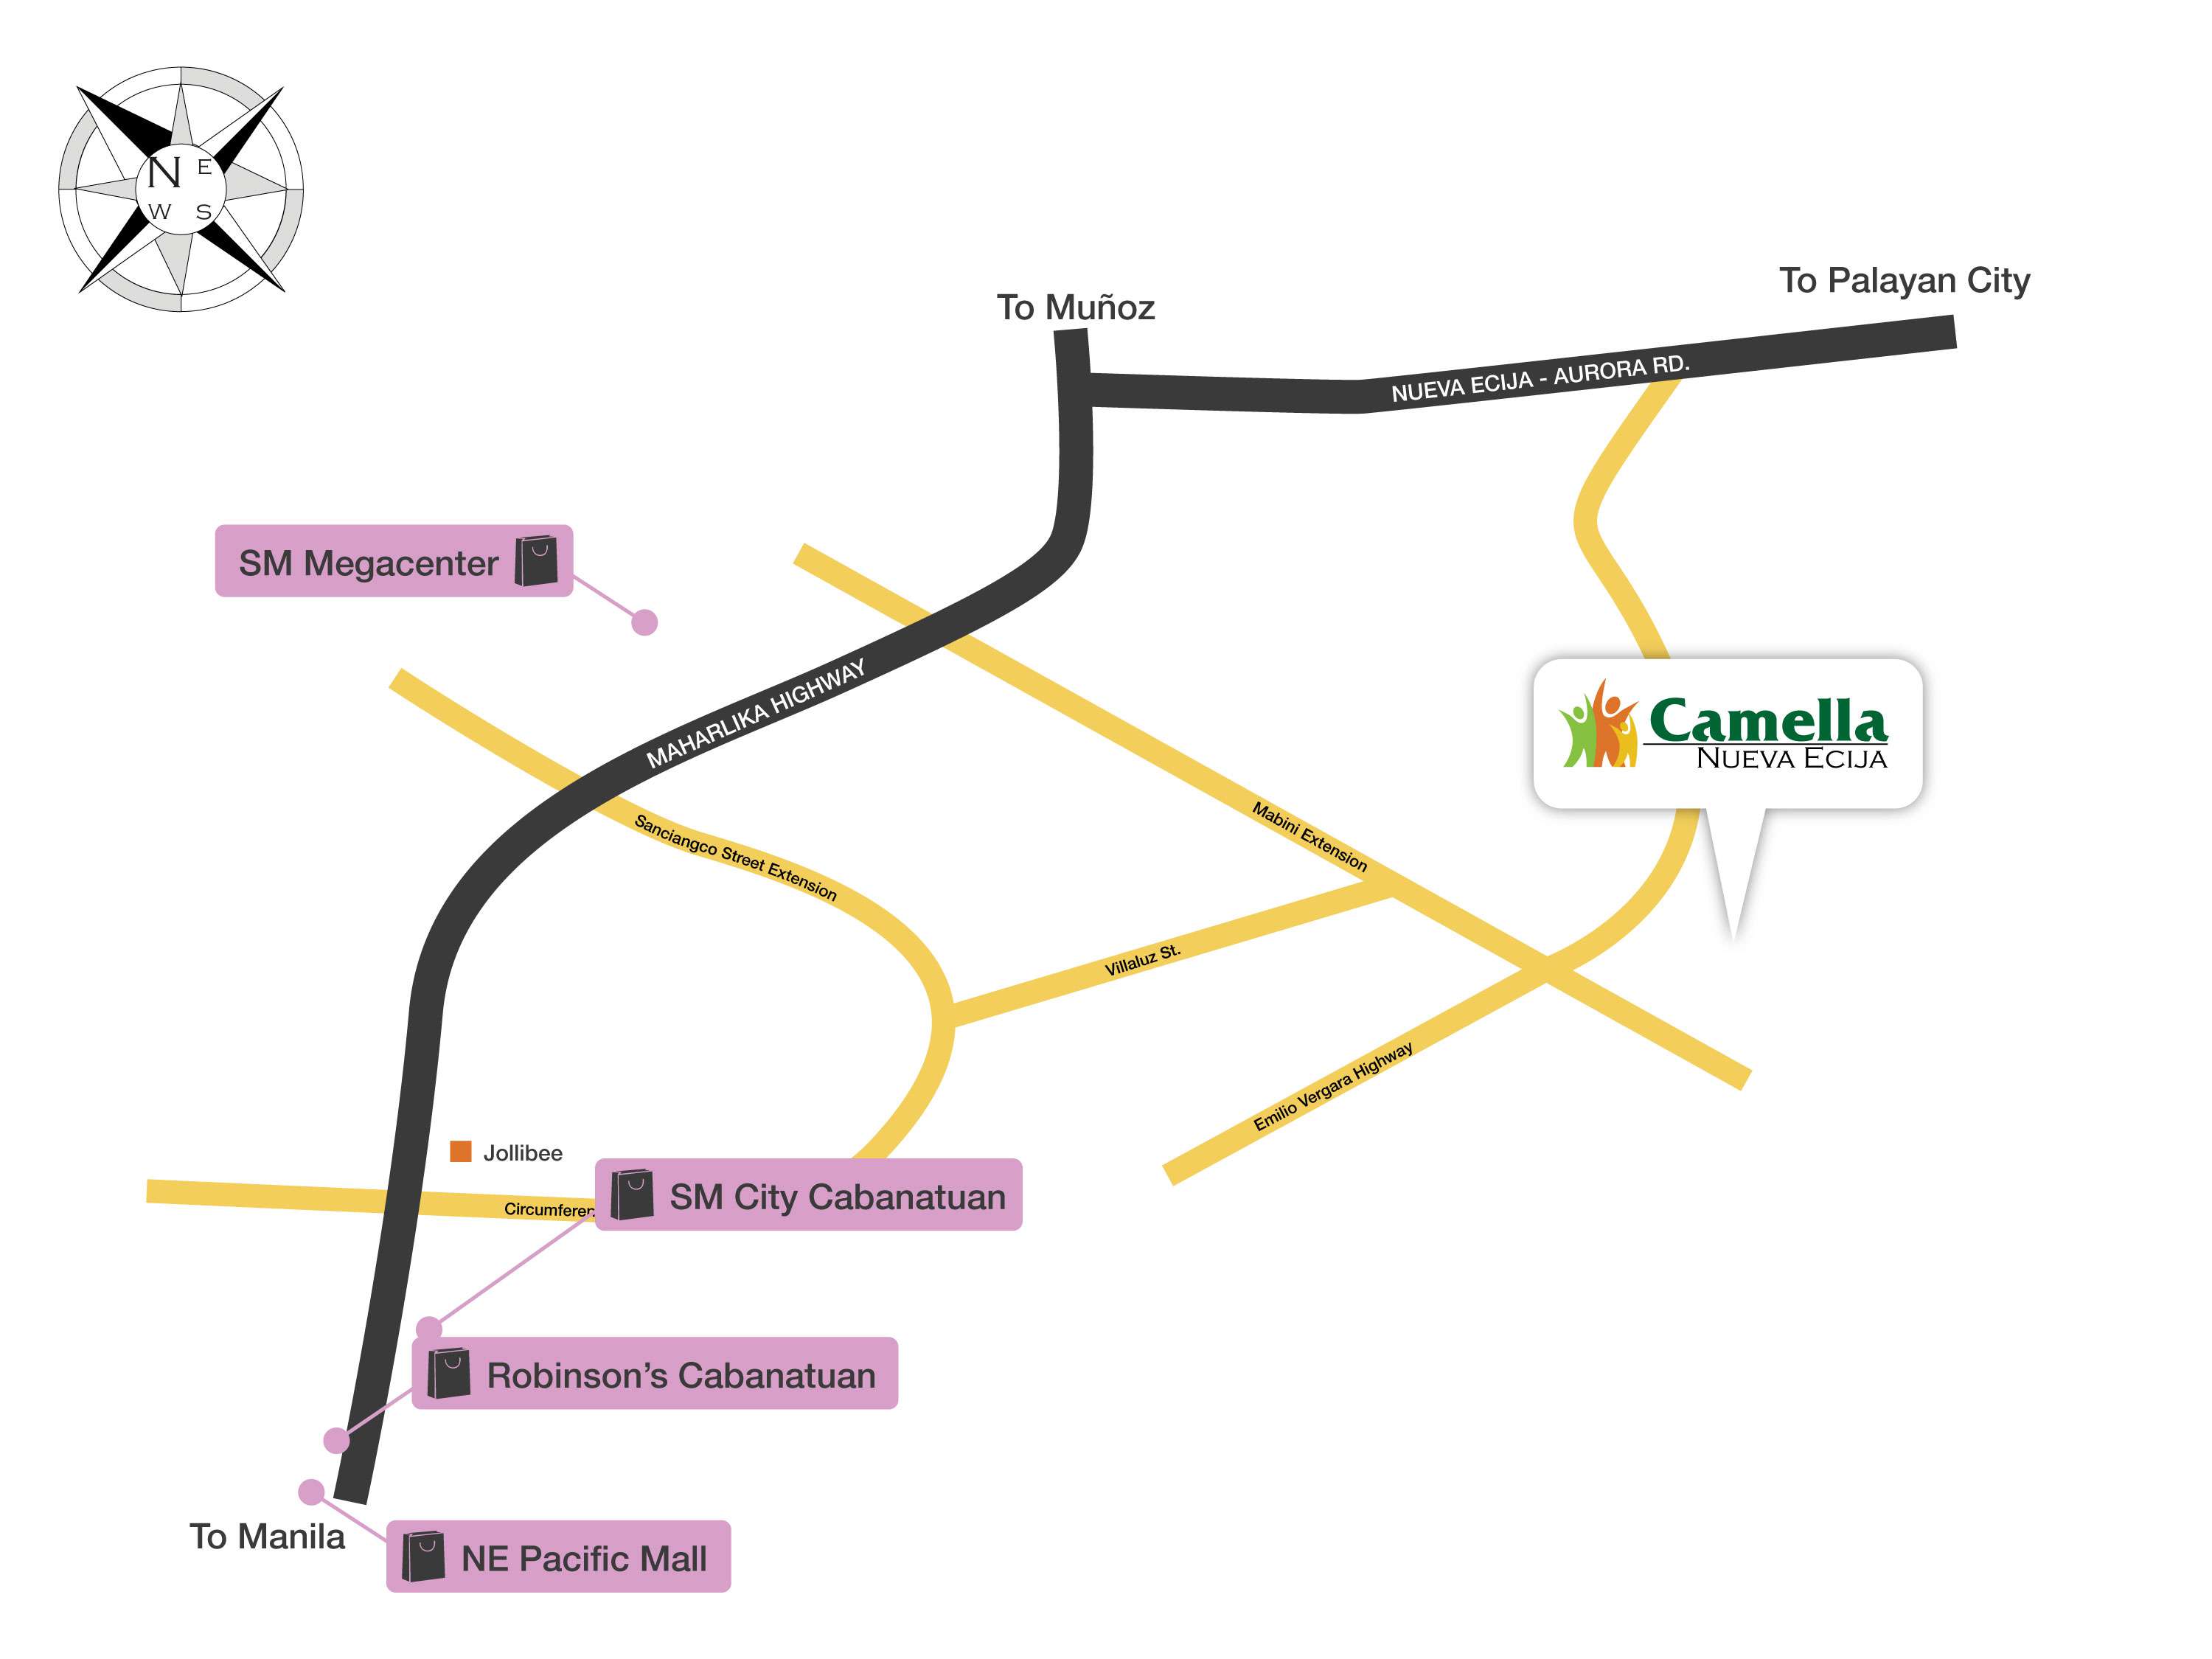 N E
W S
To Muñoz
To Palayan City
NUEVA ECIJA - AURORA RD.
SM Megacenter
MAHARLIKA HIGHWAY
Camella
NUEVA ECIJA
Sanciangco Street Extension
Mabini Extension
Villaluz St.
Emilio Vergara Highway
Jollibee
SM City Cabanatuan
Robinson’s Cabanatuan
To Manila
NE Pacific Mall